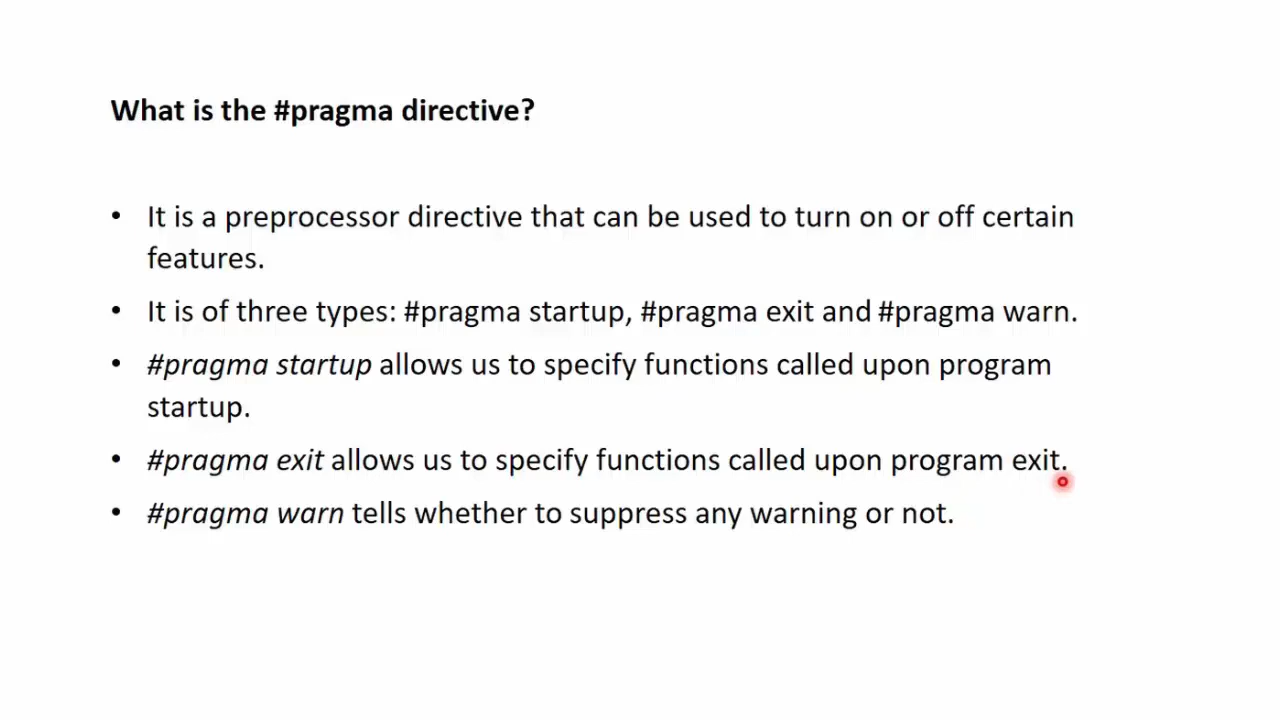 What is the #pragma directive?
• It is a preprocessor directive that can be used to turn on or off certain
features.
• It is of three types: #pragma startup, #pragma exit and #pragma warn.
• #pragma startup allows us to specify functions called upon program
startup.
• #pragma exit allows us to specify functions called upon program exit.
• #pragma warn tells whether to suppress any warning or not.